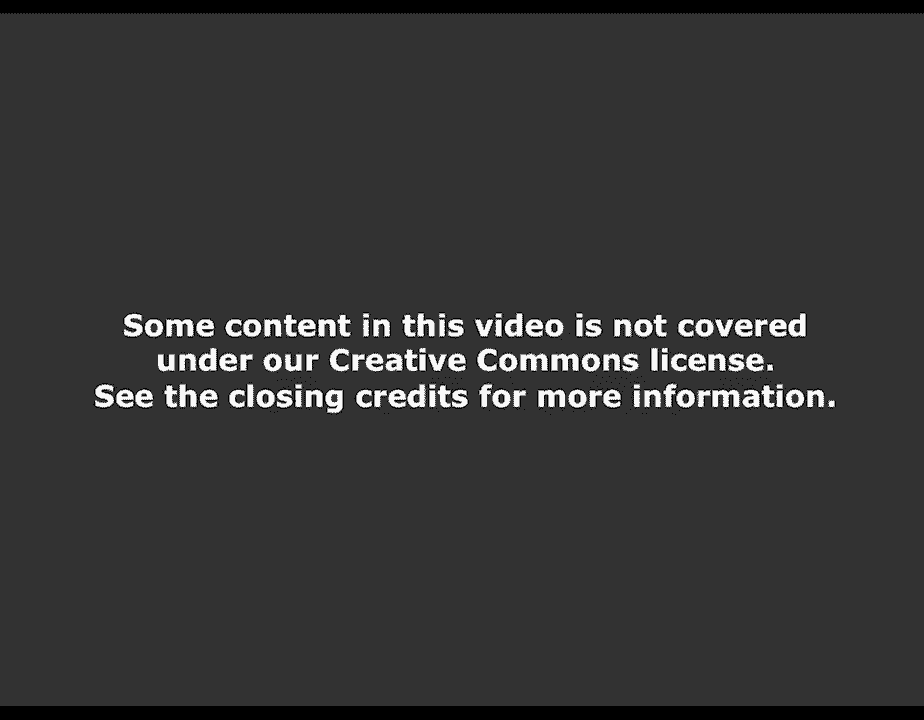 Some content in this video is not covered
under our Creative Commons license.
See the closing credits for more information.